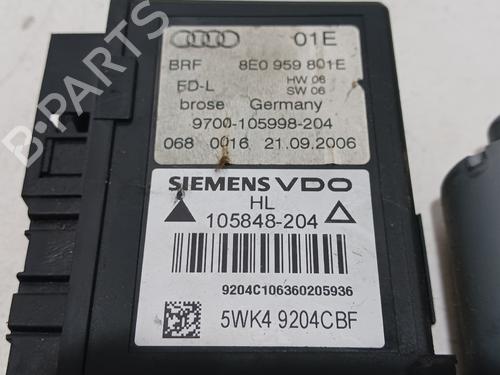 01E
BRF 8E0 959 801E
FD-L HW 06
SW 06
brose Germany
9700-105998-204
068 0016 21.09.2006
SIEMENS VDO
HL
105848-204
9204C106360205936
5WK4 9204CBF